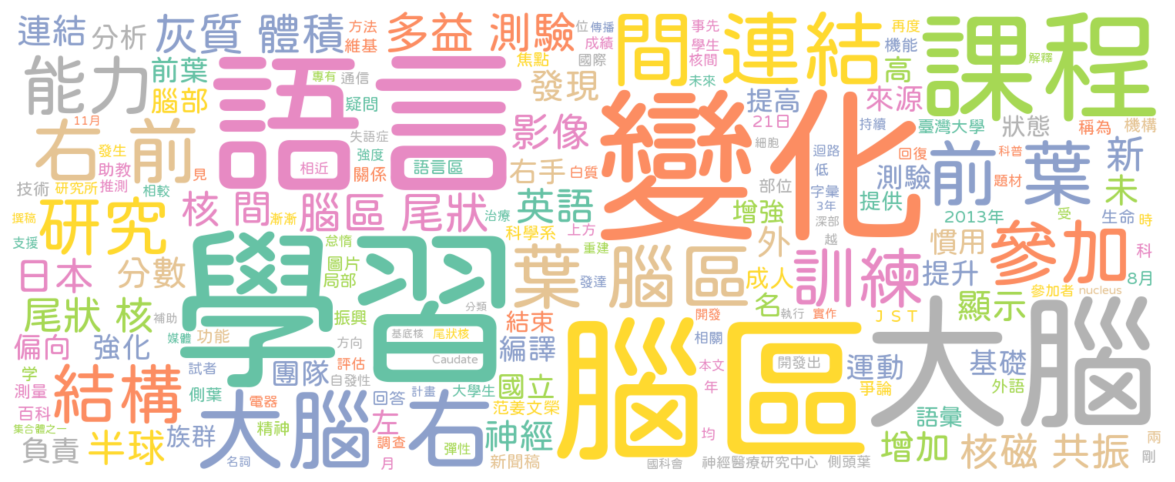 連結 分析 灰質 體積 方法 維基 多益 測驗 位 傳播 成績 國際 間 連結 事先 學生 核間 未來 再度 機能 高 課程 解釋
能力 前葉 腦部 語言 專有 通信 疑問 焦點 發現 影像 變化 提高 21日 來源 持續 臺灣大學 狀態 稱為 機構
11月 右 前 發生 助教 推測 見 失語症 強度 關係 相近 語言區 右手 白質 細胞 迴路 低 回復 科普 測驗 前葉 題材 新 未
技術 研究所 相較 撰稿 研究 支援 核 間 漸漸 腦區 尾狀 治療 英語 科學系 上方 增強 部位 字彙 3年 提供 深部 越 2013年 受 生命 時
日本 分數 學習 怠惰 圖片 局部 葉 腦區 重建 發達 外 成人 名 訓練 慣用 提升 參加 科 8月
尾狀 核 補助 媒體 振興 基底核 尾狀核 分類 結束 開發 執行 實作 JST 顯示 參加者 nucleus
偏向 強化 功能 方向 評估 自發性 Caudate 編譯 腦區 相關 本文 年 開發出 運動 爭論 基礎 外語 大腦
學 測量 百科 結構 試者 側葉 團隊 計畫 大學生 國立 范姜文榮 語彙
集合體之一 負責 半球 族群 電器 精神 大腦 右 名詞 回答 左 調查 月 彈性 神經 新聞稿 均 國科會 神經醫療研究中心 側頭葉 增加 核磁 共振 兩 剛